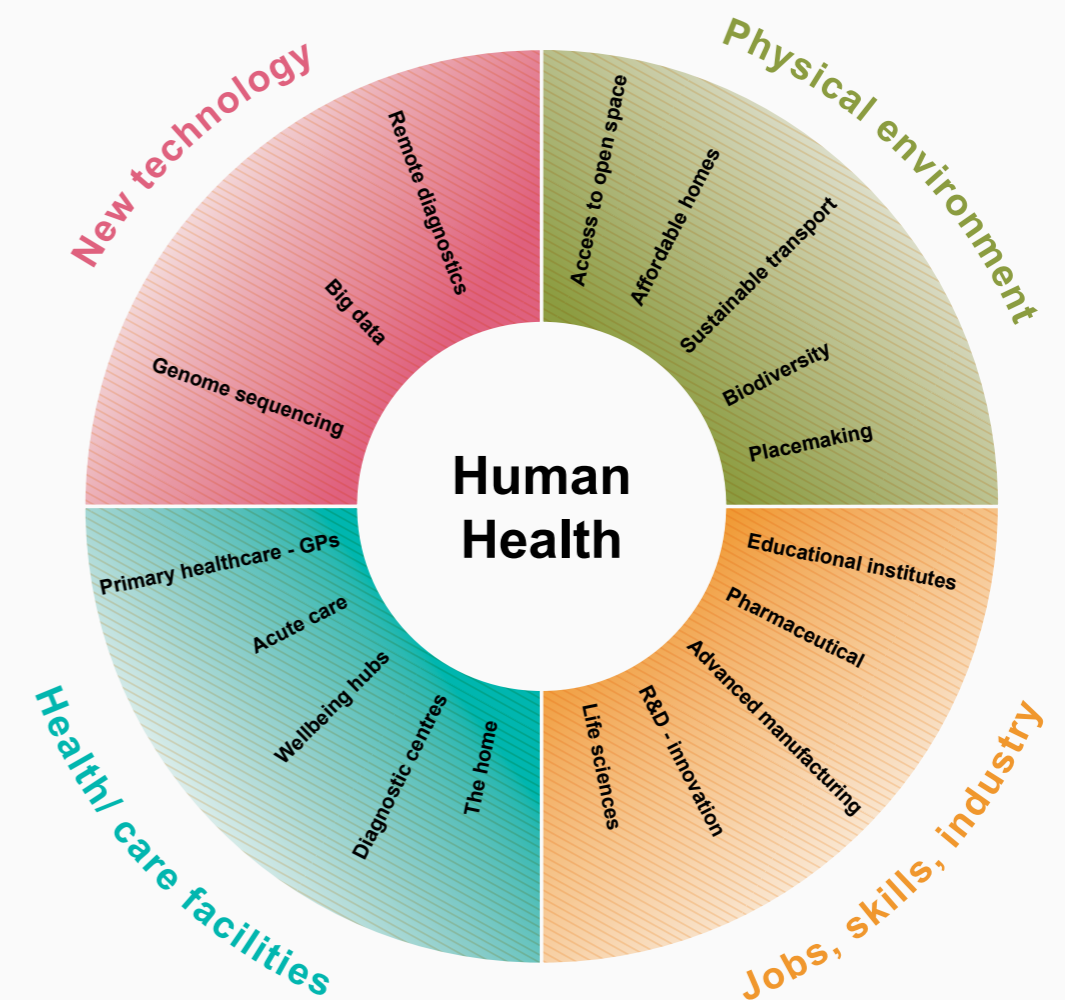 New technology
Remote diagnostics
Big data
Genome sequencing
Physical environment
Access to open space
Affordable homes
Sustainable transport
Biodiversity
Placemaking
Human
Health
Health/ care facilities
Primary healthcare - GPs
Acute care
Wellbeing hubs
Diagnostic centres
The home
Jobs, skills, industry
Educational institutes
Pharmaceutical
Advanced manufacturing
R&D - innovation
Life sciences